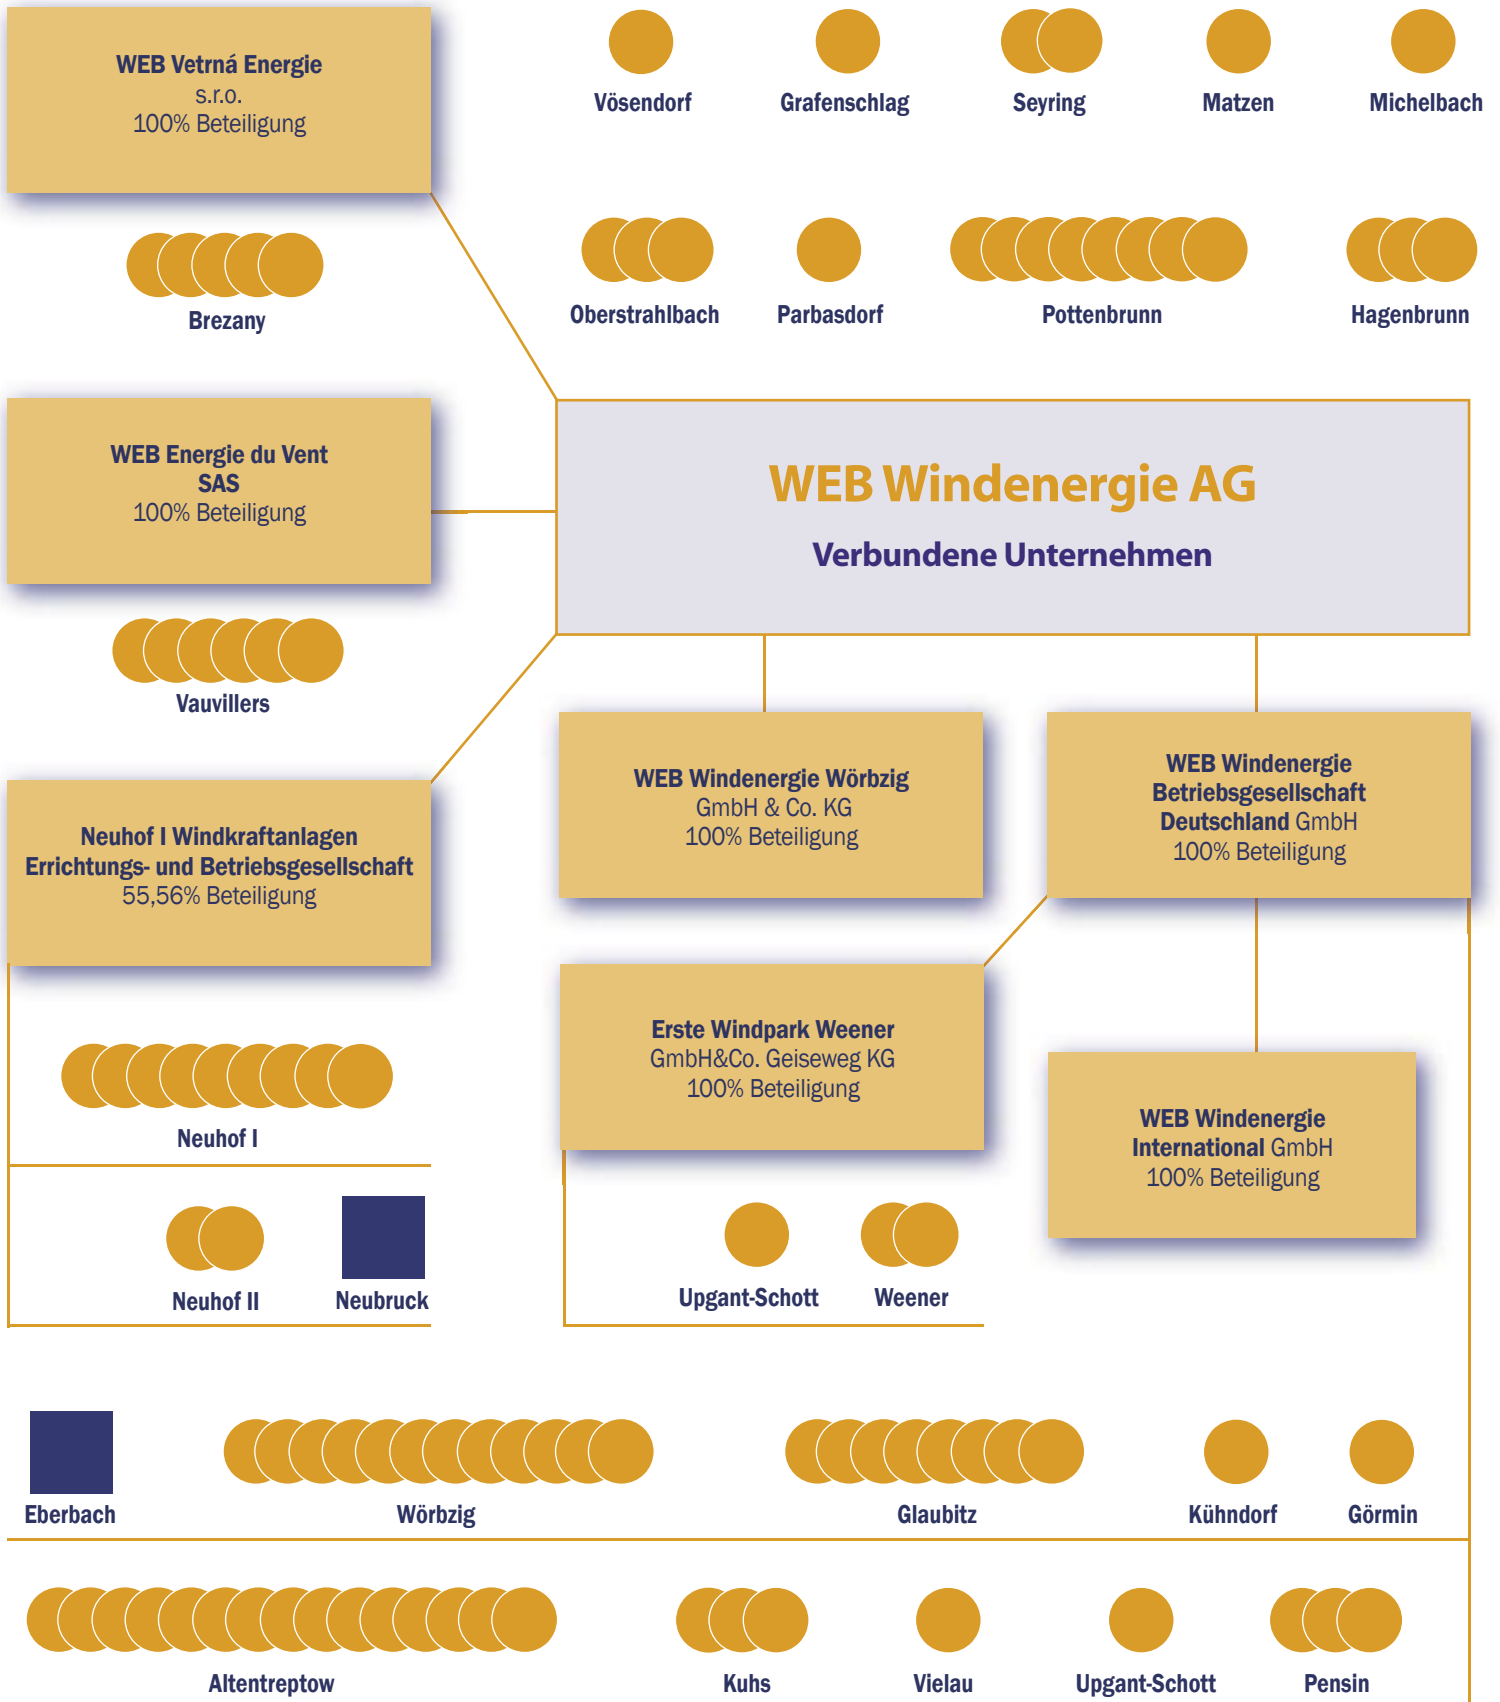 WEB Vetrná Energie
s.r.o.
100% Beteiligung
Vösendorf
Grafenschlag
Seyring
Matzen
Michelbach
Brezany
Oberstrahlbach
Parbasdorf
Pottenbrunn
Hagenbrunn
WEB Energie du Vent
SAS
100% Beteiligung
WEB Windenergie AG
Verbundene Unternehmen
Vauvillers
Neuhof I Windkraftanlagen
Errichtungs- und Betriebsgesellschaft
55,56% Beteiligung
WEB Windenergie Wörbzig
GmbH & Co. KG
100% Beteiligung
WEB Windenergie
Betriebsgesellschaft
Deutschland GmbH
100% Beteiligung
Erste Windpark Weener
GmbH&Co. Geiseweg KG
100% Beteiligung
WEB Windenergie
International GmbH
100% Beteiligung
Neuhof I
Neuhof II
Neubruck
Upgant-Schott
Weener
Eberbach
Wörbzig
Glaubitz
Kühndorf
Görmin
Altentreptow
Kuhs
Vielau
Upgant-Schott
Pensin